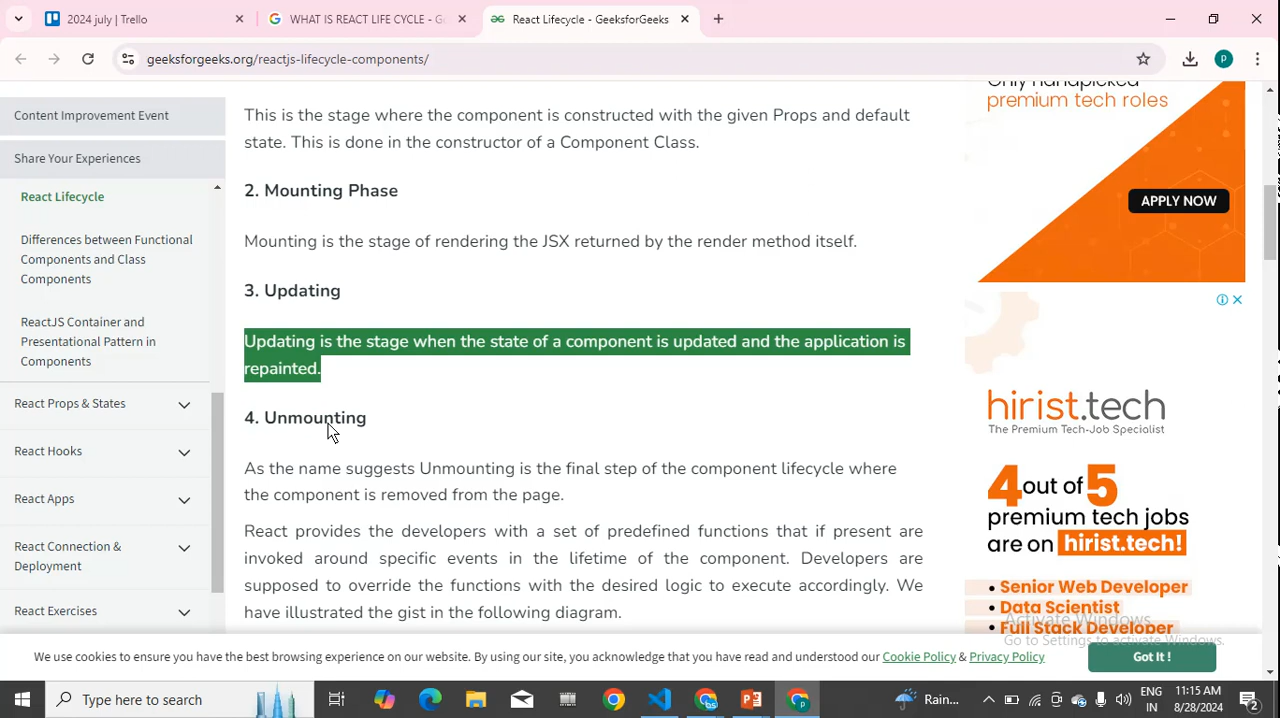 2024 july | Trello
WHAT IS REACT LIFE CYCLE - G
React Lifecycle - GeeksforGeeks
geeksforgeeks.org/reactjs-lifecycle-components/
P
Content Improvement Event
Share Your Experiences
React Lifecycle
Differences between Functional
Components and Class
Components
ReactJS Container and
Presentational Pattern in
Components
React Props & States
React Hooks
React Apps
React Connection &
Deployment
React Exercises
This is the stage where the component is constructed with the given Props and default
state. This is done in the constructor of a Component Class.
2. Mounting Phase
Mounting is the stage of rendering the JSX returned by the render method itself.
3. Updating
Updating is the stage when the state of a component is updated and the application is
repainted.
4. Unmounting
As the name suggests Unmounting is the final step of the component lifecycle where
the component is removed from the page.
React provides the developers with a set of predefined functions that if present are
invoked around specific events in the lifetime of the component. Developers are
supposed to override the functions with the desired logic to execute accordingly. We
have illustrated the gist in the following diagram.
Only handpicked
premium tech roles
APPLY NOW
hirist.tech
The Premium Tech-Job Specialist
4 out of 5
premium tech jobs
are on hirist.tech!
• Senior Web Developer
• Data Scientist
• Full Stack Developer
Activate Windows
Go to Settings to activate Windows.
We use cookies to ensure you have the best browsing experience on our website. By using our site, you acknowledge that you have read and understood our Cookie Policy & Privacy Policy
Got It !
Type here to search
Rain...
ENG
IN
11:15 AM
8/28/2024
2